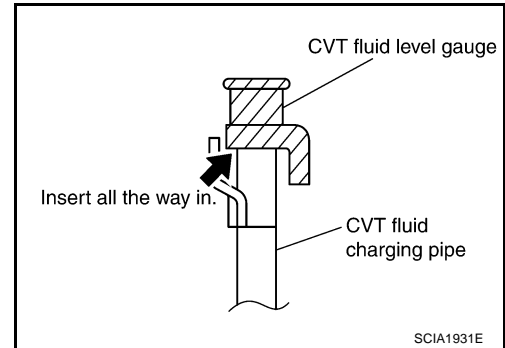 CVT fluid level gauge
Insert all the way in.
CVT fluid
charging pipe
SCIA1931E